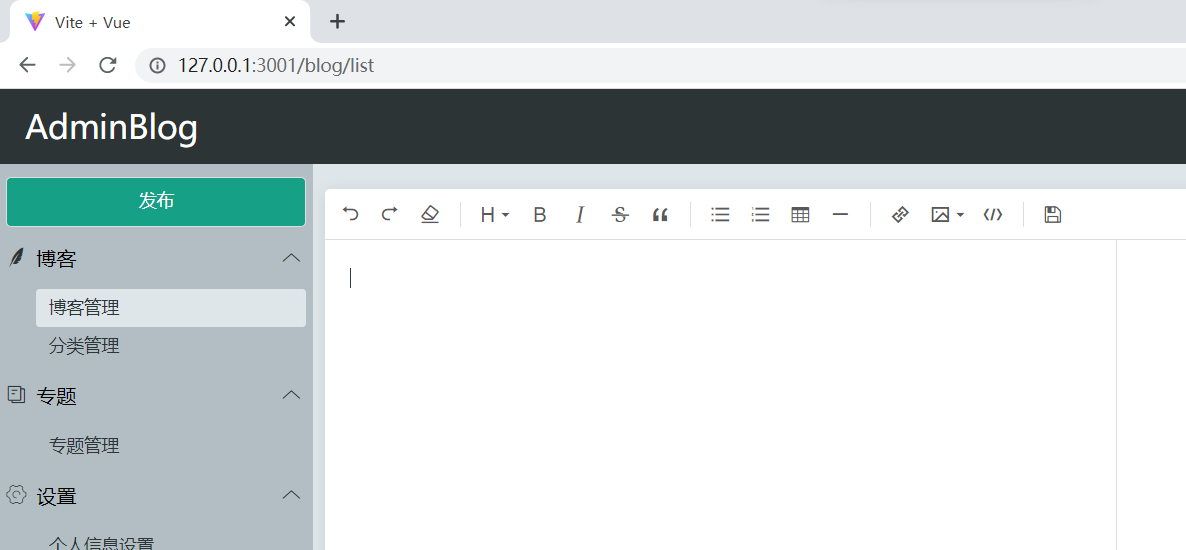 Vite + Vue
127.0.0.1:3001/blog/list
AdminBlog
发布
H B I S
博客
博客管理
分类管理
专题
专题管理
设置
个人信息设置